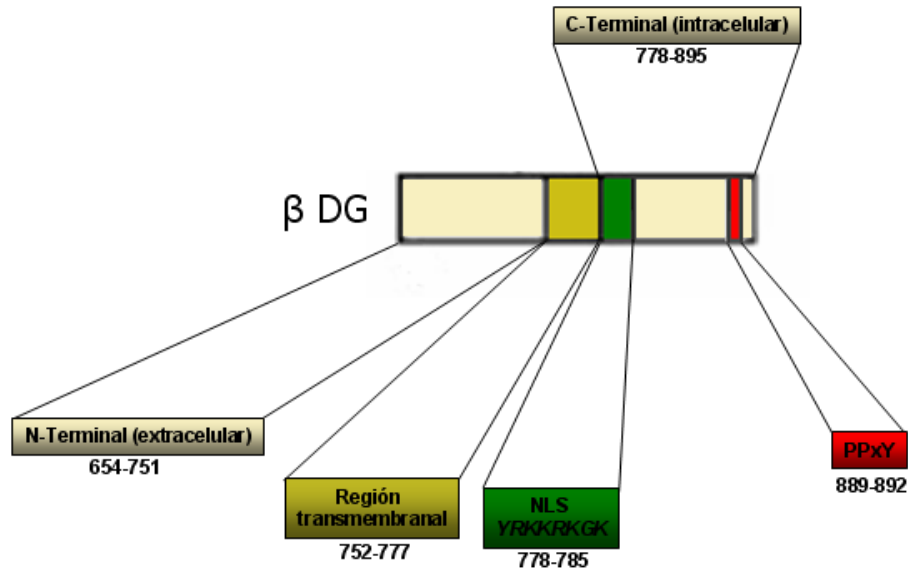 C-Terminal (intracelular)
778-895
β DG
N-Terminal (extracelular)
654-751
Región
transmembranal
752-777
NLS
YRKKRKGK
778-785
PPxY
889-892